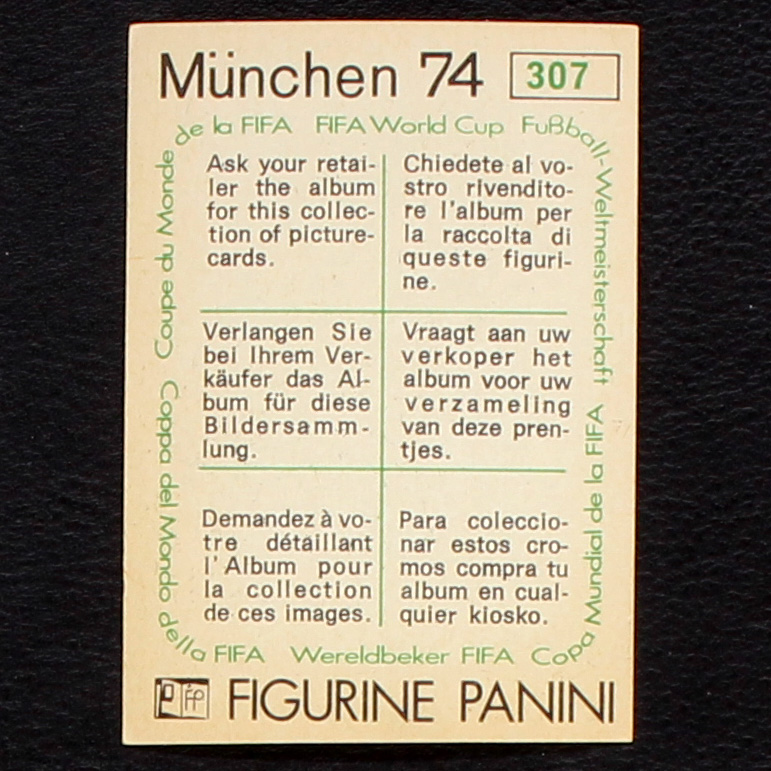 München 74 307
de la FIFA FIFA World Cup Fußball-Weltmeisterschaft
Coupe du Monde
Ask your retai-
ler the album
for this collec-
tion of picture-
cards.
Chiedete al vo-
stro rivendito-
re l'album per
la raccolta di
queste figuri-
ne.
Verlangen Sie
bei Ihrem Ver-
käufer das Al-
bum für diese
Bildersamm-
lung.
Vraagt aan uw
verkoper het
album voor uw
verzameling
van deze pren-
tjes.
Demandez à vo-
tre détaillant
l'Album pour
la collection
de ces images.
Para coleccio-
nar estos cro-
mos compra tu
album en cual-
quier kiosko.
Coppa del Mondo della FIFA Wereldbeker FIFA Copa Mundial de la FIFA
FP FIGURINE PANINI